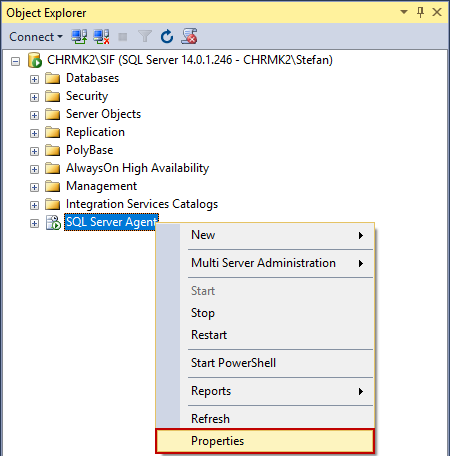 Object Explorer
Connect
CHRMK2\SIF (SQL Server 14.0.1.246 - CHRMK2\Stefan)
Databases
Security
Server Objects
Replication
PolyBase
AlwaysOn High Availability
Management
Integration Services Catalogs
SQL Server Agent
New
Multi Server Administration
Start
Stop
Restart
Start PowerShell
Reports
Refresh
Properties